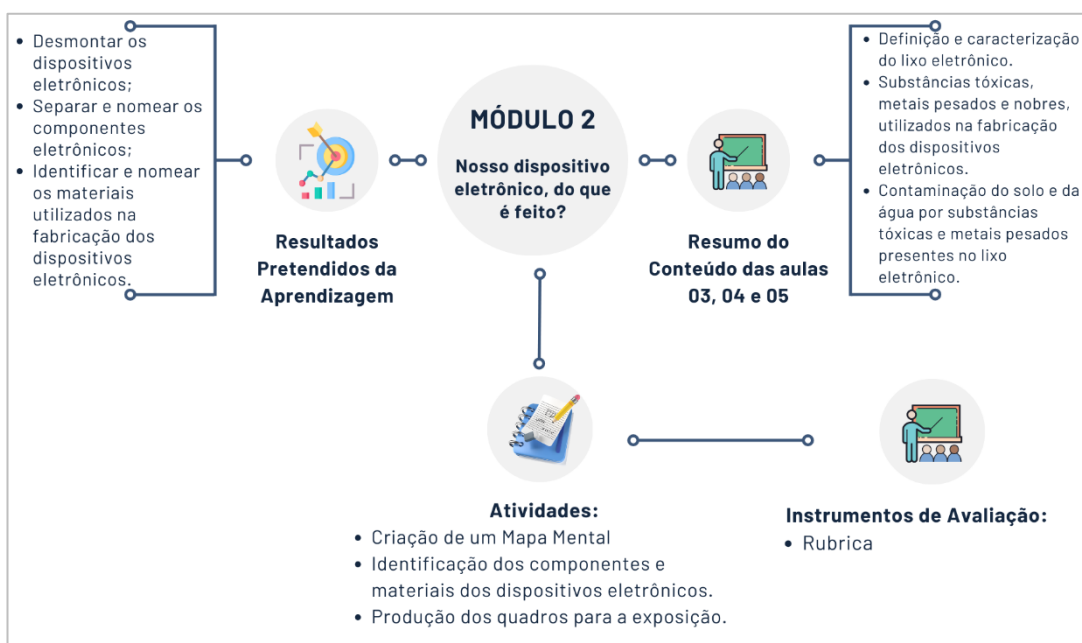 MÓDULO 2
Nosso dispositivo
eletrônico, do que
é feito?
• Desmontar os
dispositivos
eletrônicos;
• Separar e nomear os
componentes
eletrônicos;
• Identificar e nomear
os materiais
utilizados na
fabricação dos
dispositivos
eletrônicos.
Resultados
Pretendidos da
Aprendizagem
Resumo do
Conteúdo das aulas
03, 04 e 05
• Definição e caracterização
do lixo eletrônico.
• Substâncias tóxicas,
metais pesados e nobres,
utilizados na fabricação
dos dispositivos
eletrônicos.
• Contaminação do solo e da
água por substâncias
tóxicas e metais pesados
presentes no lixo
eletrônico.
Atividades:
• Criação de um Mapa Mental
• Identificação dos componentes e
materiais dos dispositivos eletrônicos.
• Produção dos quadros para a exposição.
Instrumentos de Avaliação:
• Rubrica